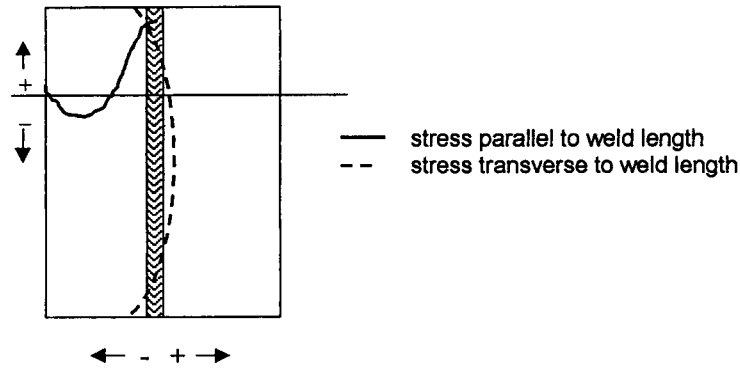 +
−
stress parallel to weld length
stress transverse to weld length
- +